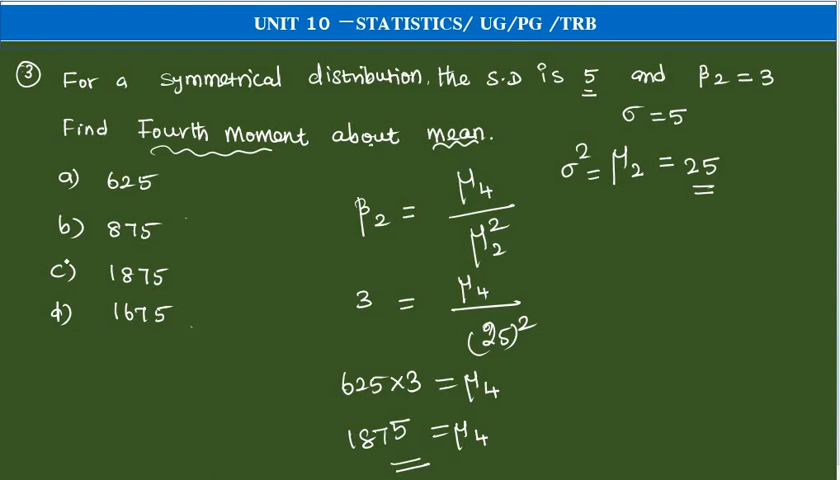 UNIT 10 – STATISTICS/ UG/PG /TRB
③ For a symmetrical distribution, the S.D is 5 and β2 = 3
σ = 5
Find Fourth Moment about mean.
σ² = μ2 = 25
a) 625
b) 875
c) 1875
d) 1675
β2 = μ4 / μ2²
3 = μ4 / (25)²
625 × 3 = μ4
1875 = μ4